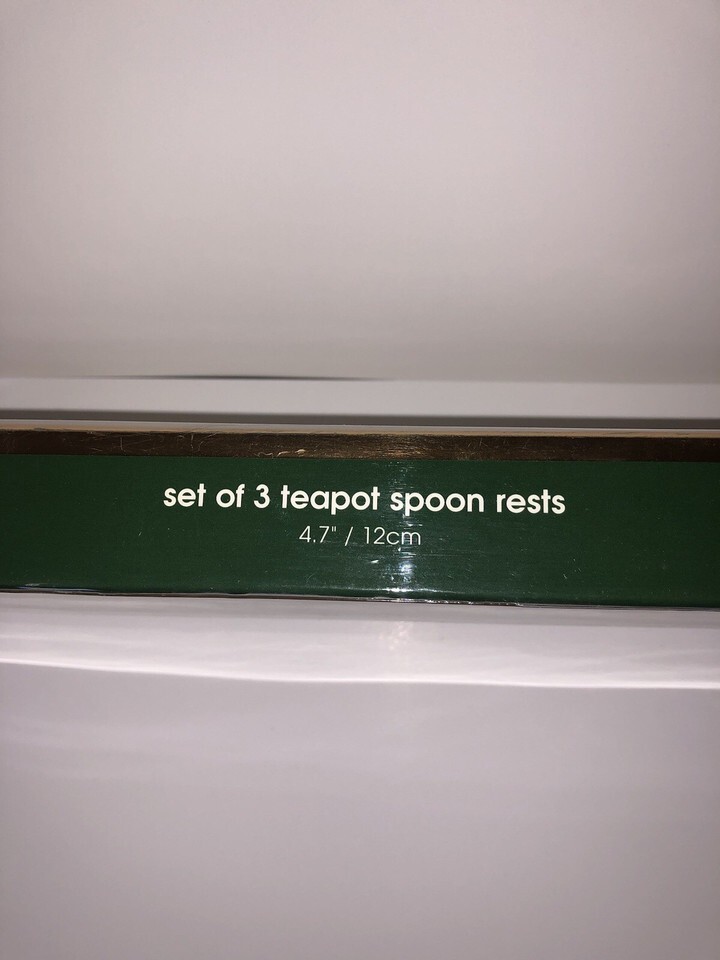 set of 3 teapot spoon rests
4.7" / 12cm